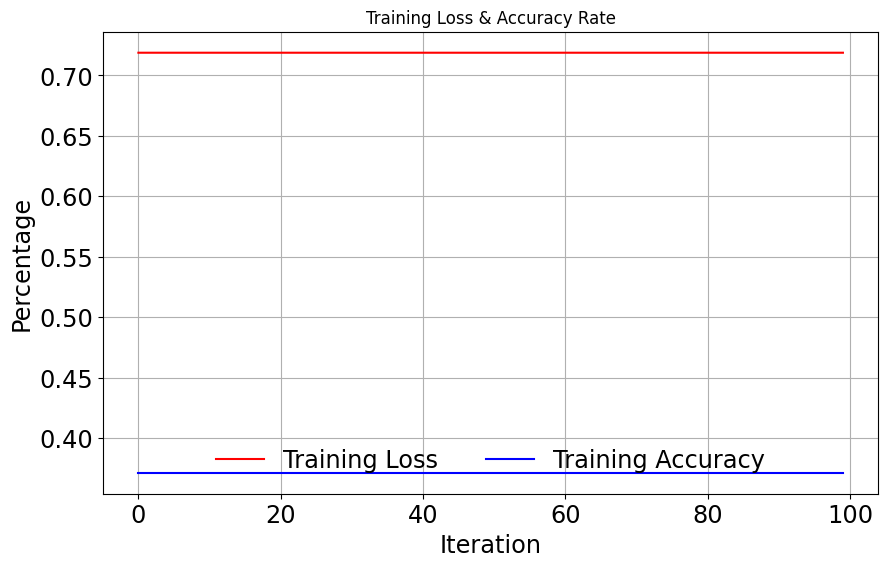 Training Loss & Accuracy Rate
Percentage
0.70
0.65
0.60
0.55
0.50
0.45
0.40
Training Loss
Training Accuracy
0
20
40
60
80
100
Iteration